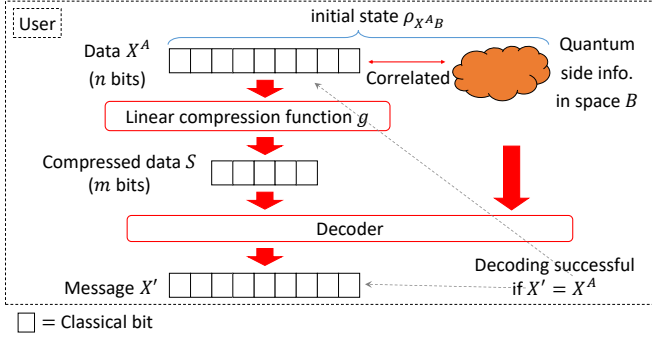 User
initial state ρ_{X^A B}
Data X^A
(n bits)
Correlated
Quantum
side info.
in space B
Linear compression function g
Compressed data S
(m bits)
Decoder
Decoding successful
if X′ = X^A
Message X′
= Classical bit